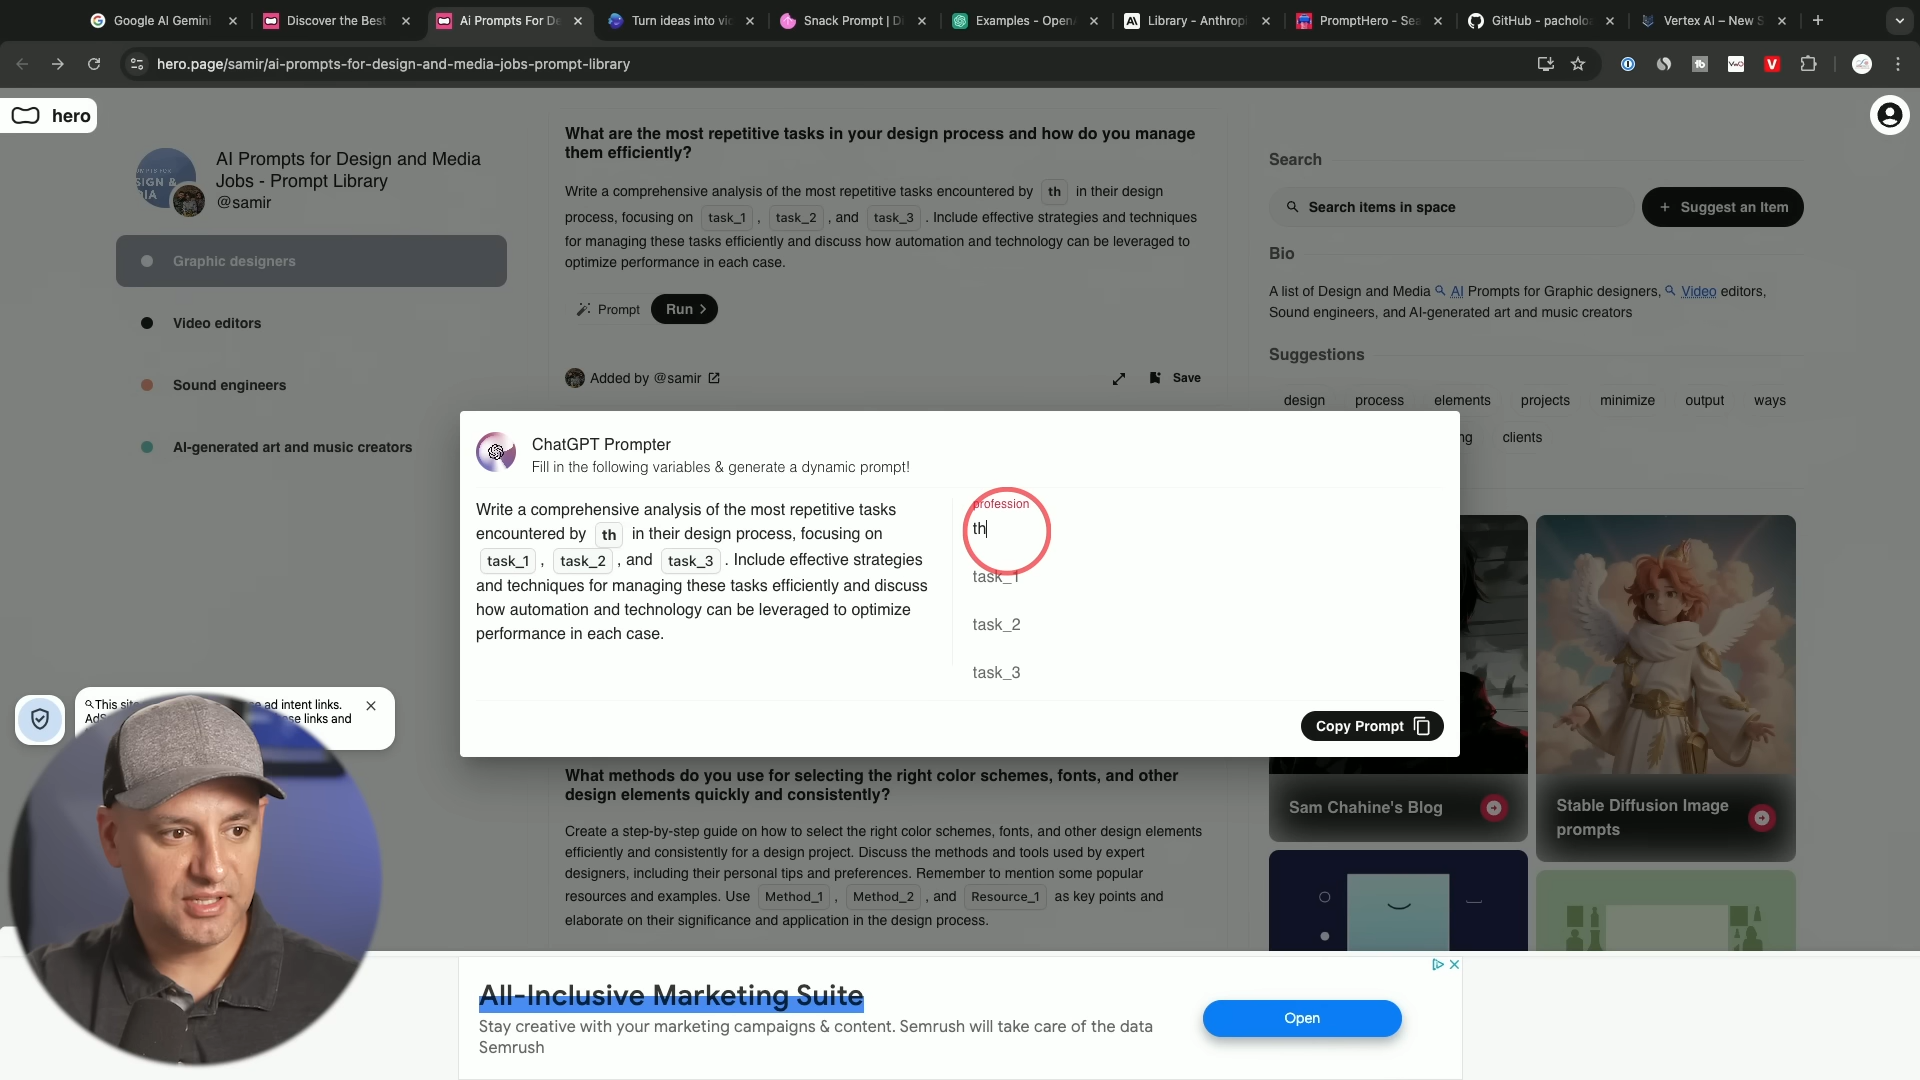 Google AI Gemini
Discover the Best
Ai Prompts For De
Turn ideas into vid
Snack Prompt | Di
Examples - OpenA
Library - Anthropi
PromptHero - Sea
GitHub - pacholoa
Vertex AI – New S
hero.page/samir/ai-prompts-for-design-and-media-jobs-prompt-library
hero
AI Prompts for Design and Media
Jobs - Prompt Library
@samir
Graphic designers
Video editors
Sound engineers
AI-generated art and music creators
What are the most repetitive tasks in your design process and how do you manage
them efficiently?
Write a comprehensive analysis of the most repetitive tasks encountered by th in their design
process, focusing on task_1 , task_2 , and task_3 . Include effective strategies and techniques
for managing these tasks efficiently and discuss how automation and technology can be leveraged to
optimize performance in each case.
Prompt
Run
Added by @samir
Save
Search
Search items in space
Suggest an Item
Bio
A list of Design and Media AI Prompts for Graphic designers, Video editors,
Sound engineers, and AI-generated art and music creators
Suggestions
design process elements projects minimize output ways
ng clients
ChatGPT Prompter
Fill in the following variables & generate a dynamic prompt!
Write a comprehensive analysis of the most repetitive tasks
encountered by th in their design process, focusing on
task_1 , task_2 , and task_3 . Include effective strategies
and techniques for managing these tasks efficiently and discuss
how automation and technology can be leveraged to optimize
performance in each case.
profession
th
task_1
task_2
task_3
Copy Prompt
This site ad intent links.
se links and
What methods do you use for selecting the right color schemes, fonts, and other
design elements quickly and consistently?
Create a step-by-step guide on how to select the right color schemes, fonts, and other design elements
efficiently and consistently for a design project. Discuss the methods and tools used by expert
designers, including their personal tips and preferences. Remember to mention some popular
resources and examples. Use Method_1 , Method_2 , and Resource_1 as key points and
elaborate on their significance and application in the design process.
Sam Chahine's Blog
Stable Diffusion Image
prompts
All-Inclusive Marketing Suite
Stay creative with your marketing campaigns & content. Semrush will take care of the data
Semrush
Open